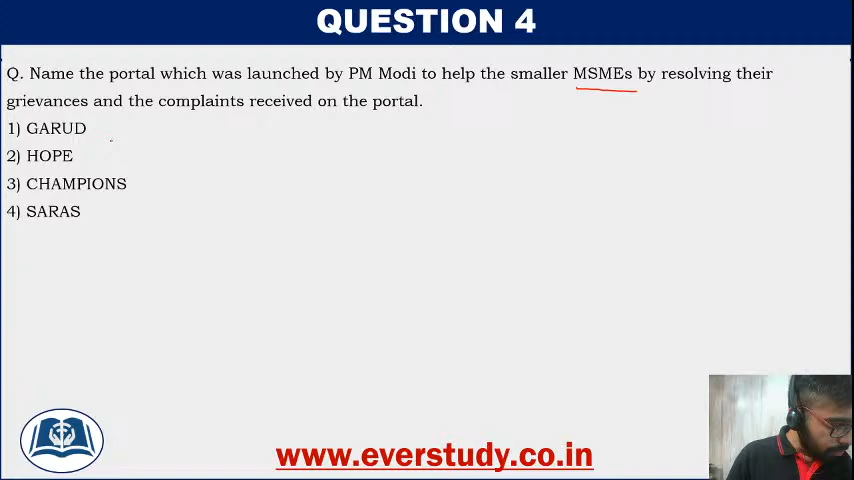 QUESTION 4
Q. Name the portal which was launched by PM Modi to help the smaller MSMEs by resolving their
grievances and the complaints received on the portal.
1) GARUD
2) HOPE
3) CHAMPIONS
4) SARAS
www.everstudy.co.in